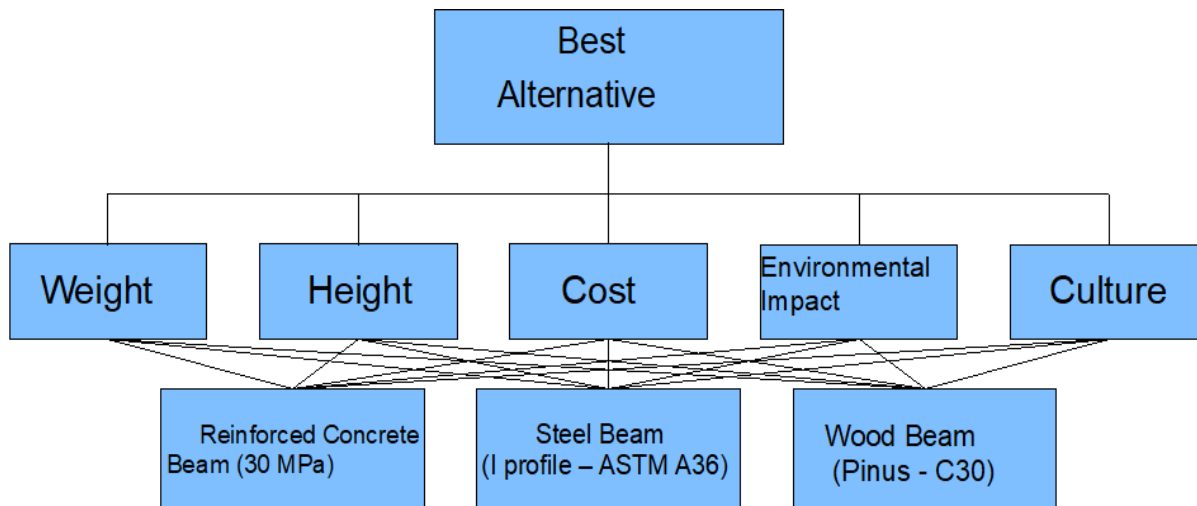 Best
Alternative
Weight
Height
Cost
Environmental
Impact
Culture
Reinforced Concrete
Beam (30 MPa)
Steel Beam
(I profile – ASTM A36)
Wood Beam
(Pinus - C30)